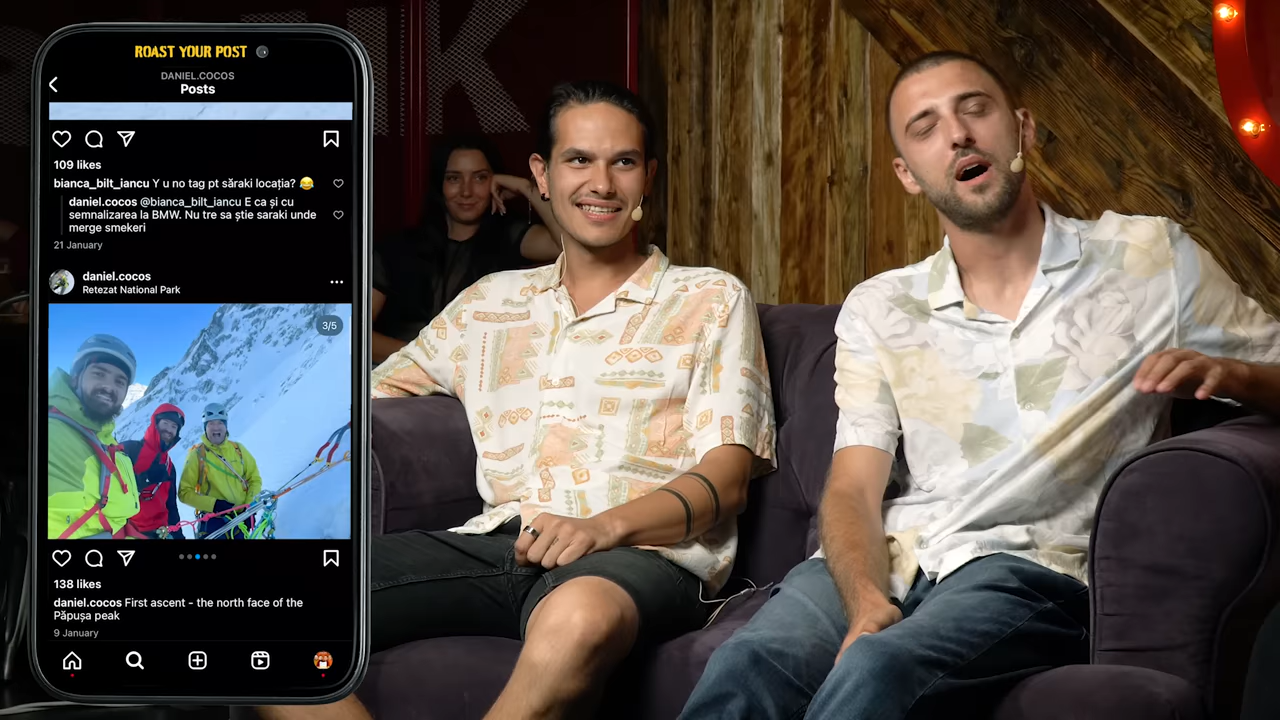 ROAST YOUR POST
DANIEL.COCOS
Posts
109 likes
bianca_bilt_iancu Y u no tag pt săraki locația? 😂
daniel.cocos @bianca_bilt_iancu E ca și cu
semnalizarea la BMW. Nu tre sa știe saraki unde
merge smekeri
21 January
daniel.cocos
Retezat National Park
3/5
138 likes
daniel.cocos First ascent - the north face of the
Păpușa peak
9 January